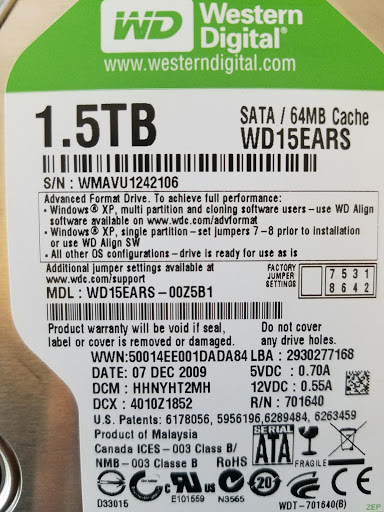 WD Western
Digital®
www.westerndigital.com
1.5TB
SATA / 64MB Cache
WD15EARS
S/N : WMAVU1242106
Advanced Format Drive. To achieve full performance:
• Windows® XP, multi partition and cloning software users – use WD Align
software available on www.wdc.com/advformat
• Windows® XP, single partition – set jumpers 7–8 prior to installation
or use WD Align SW
• All other OS configurations – drive is ready for use as is
Additional jumper settings available at
www.wdc.com/support
FACTORY
JUMPER
SETTINGS
7 5 3 1
8 6 4 2
MDL : WD15EARS-00Z5B1
Product warranty will be void if seal,
label or cover is removed or damaged.
Do not cover
any drive holes.
WWN:50014EE001DADA84 LBA : 2930277168
DATE: 07 DEC 2009
5VDC : 0.70A
DCM : HHNYHT2MH
12VDC : 0.55A
DCX : 4010Z1852
R/N : 701640
U.S. Patents: 6178056, 5956196,6289484, 6263459
Product of Malaysia
Canada ICES-003 Class B/
NMB-003 Classe B
RoHS
SERIAL
ATA
FRAGILE
D33015
E101559
N3565
20
CE
WDT-701640(B)
ZEP